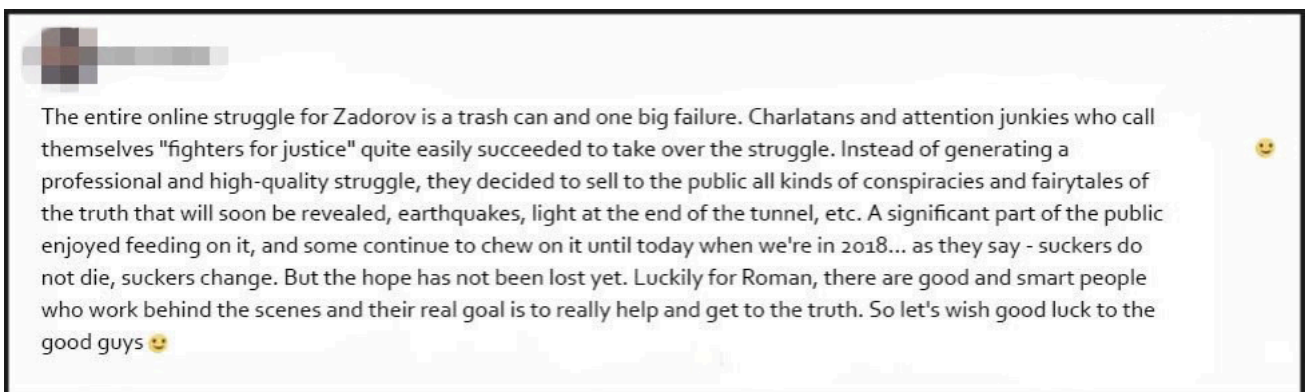 The entire online struggle for Zadorov is a trash can and one big failure. Charlatans and attention junkies who call
themselves "fighters for justice" quite easily succeeded to take over the struggle. Instead of generating a
professional and high-quality struggle, they decided to sell to the public all kinds of conspiracies and fairytales of
the truth that will soon be revealed, earthquakes, light at the end of the tunnel, etc. A significant part of the public
enjoyed feeding on it, and some continue to chew on it until today when we're in 2018... as they say - suckers do
not die, suckers change. But the hope has not been lost yet. Luckily for Roman, there are good and smart people
who work behind the scenes and their real goal is to really help and get to the truth. So let's wish good luck to the
good guys 🙂